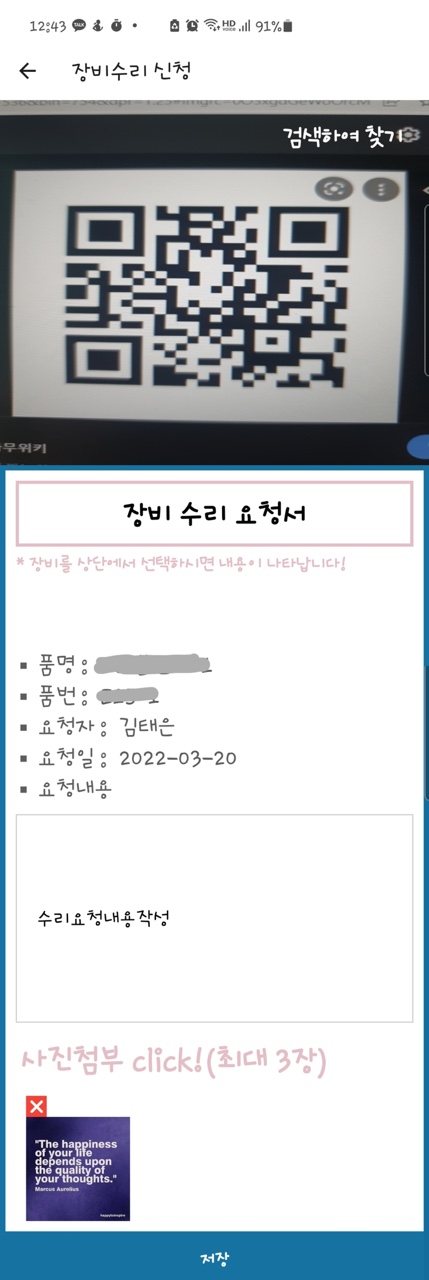 12:43
HD
VOICE
91%
장비수리 신청
검색하여 찾기
무위키
장비 수리 요청서
* 장비를 상단에서 선택하시면 내용이 나타납니다!
▪ 품명 :
▪ 품번 :
▪ 요청자 : 김태은
▪ 요청일 : 2022-03-20
▪ 요청내용
수리요청내용작성
사진첨부 click!(최대 3장)
"The happiness
of your life
depends upon
the quality of
your thoughts."
Marcus Aurelius
저장